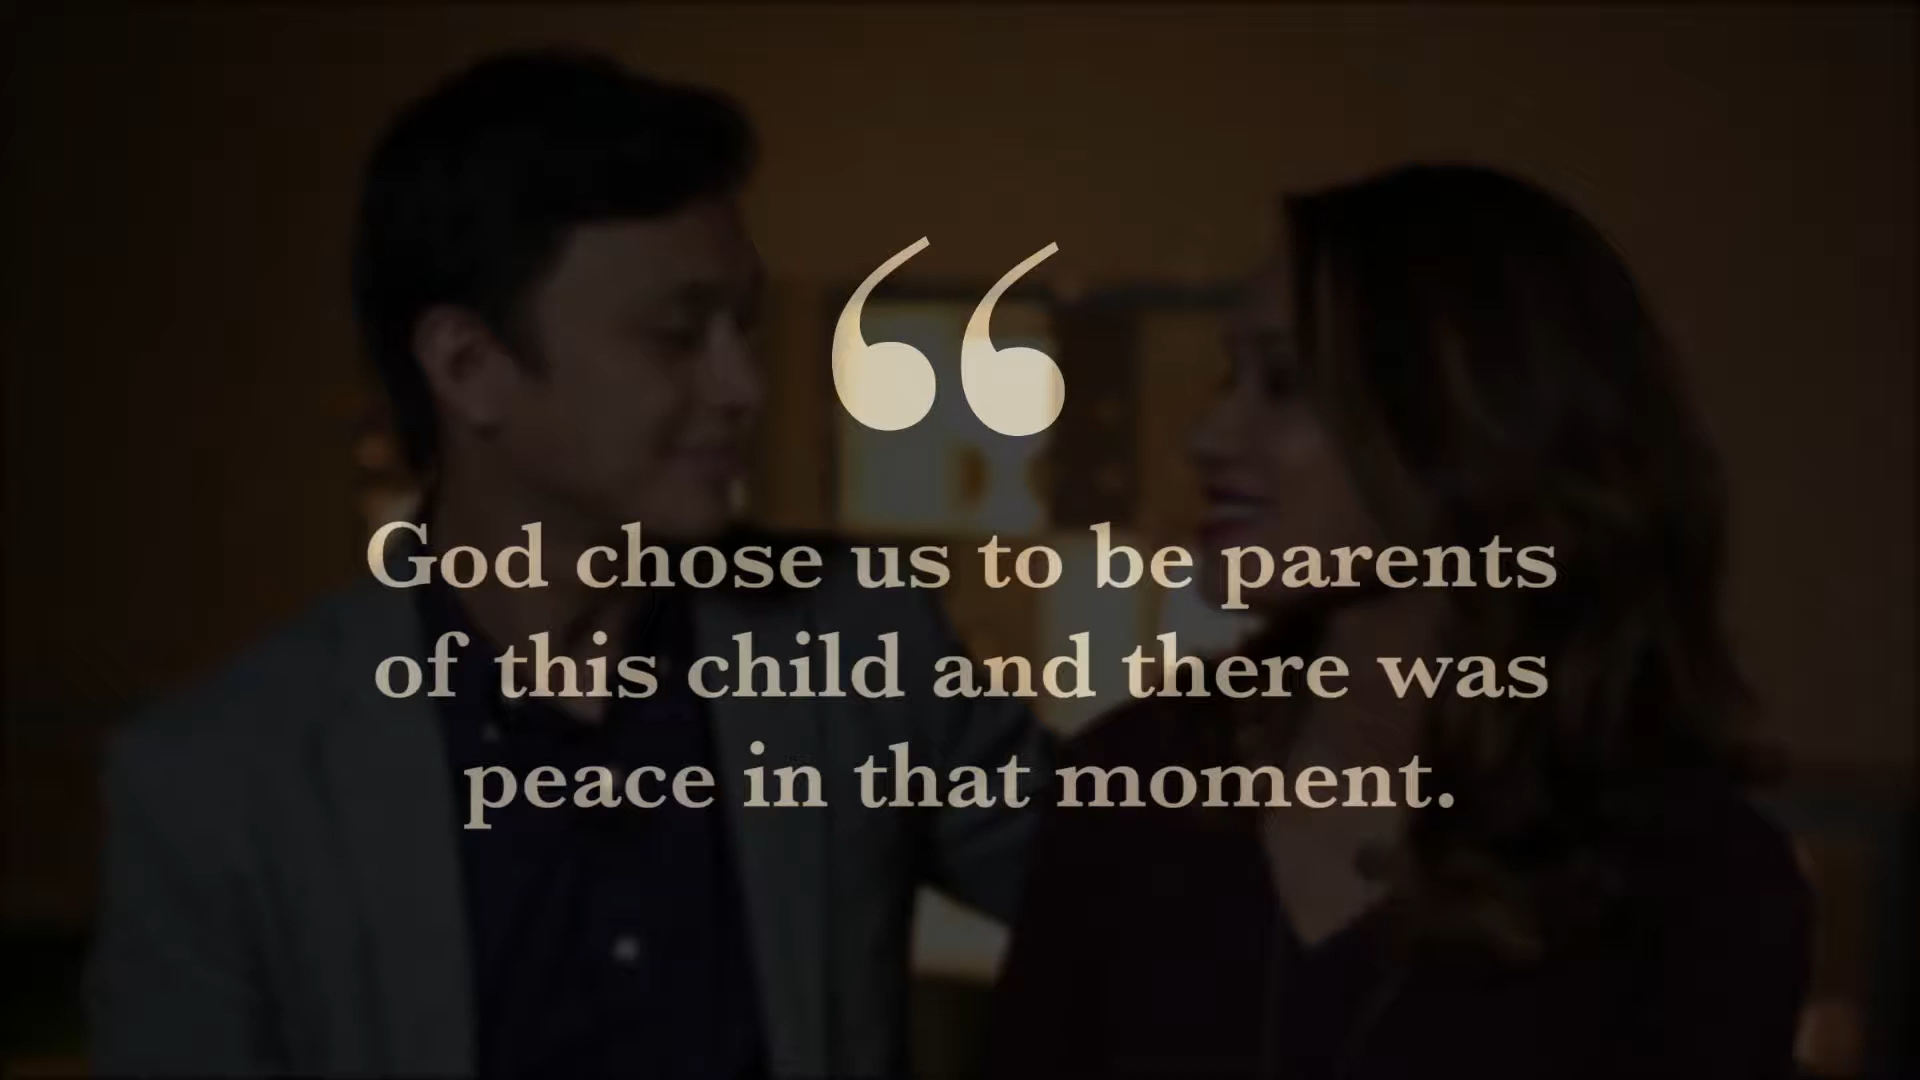 “
God chose us to be parents
of this child and there was
peace in that moment.